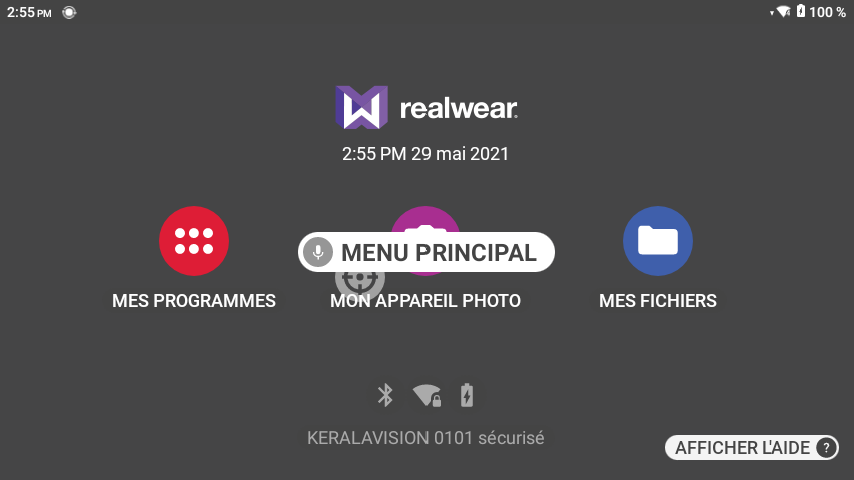 2:55 PM
100 %
realwear
2:55 PM 29 mai 2021
MENU PRINCIPAL
MES PROGRAMMES
MON APPAREIL PHOTO
MES FICHIERS
KERALAVISION 0101 sécurisé
AFFICHER L'AIDE ?